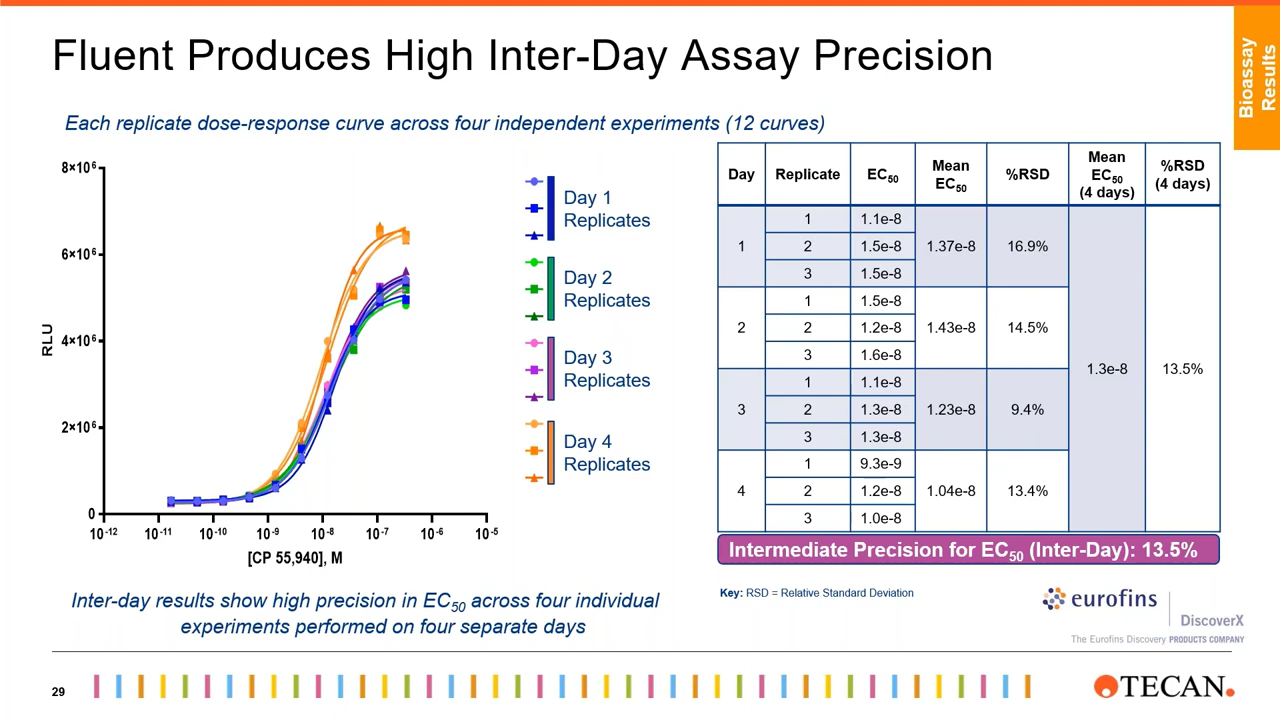 Fluent Produces High Inter-Day Assay Precision
Bioassay
Results
Each replicate dose-response curve across four independent experiments (12 curves)
8×10⁶
6×10⁶
4×10⁶
2×10⁶
0
RLU
10⁻¹² 10⁻¹¹ 10⁻¹⁰ 10⁻⁹ 10⁻⁸ 10⁻⁷ 10⁻⁶ 10⁻⁵
[CP 55,940], M
Day 1
Replicates
Day 2
Replicates
Day 3
Replicates
Day 4
Replicates
Day Replicate EC₅₀ Mean EC₅₀ %RSD Mean EC₅₀ (4 days) %RSD (4 days)
1 1 1.1e-8 1.37e-8 16.9% 1.3e-8 13.5%
2 1.5e-8
3 1.5e-8
2 1 1.5e-8 1.43e-8 14.5%
2 1.2e-8
3 1.6e-8
3 1 1.1e-8 1.23e-8 9.4%
2 1.3e-8
3 1.3e-8
4 1 9.3e-9 1.04e-8 13.4%
2 1.2e-8
3 1.0e-8
Intermediate Precision for EC₅₀ (Inter-Day): 13.5%
Key: RSD = Relative Standard Deviation
Inter-day results show high precision in EC₅₀ across four individual
experiments performed on four separate days
eurofins
DiscoverX
The Eurofins Discovery PRODUCTS COMPANY
29
TECAN.